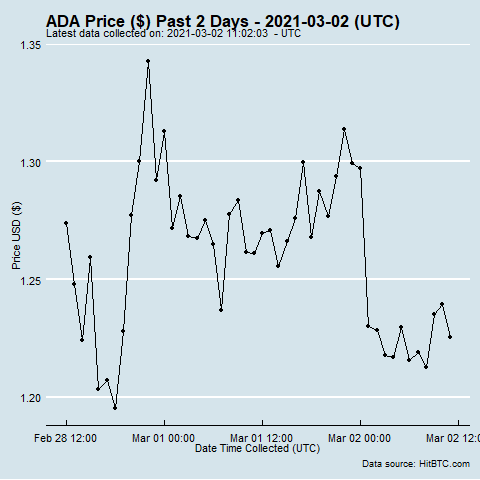 ADA Price ($) Past 2 Days - 2021-03-02 (UTC)
Latest data collected on: 2021-03-02 11:02:03 - UTC
1.35
1.30
1.25
1.20
Price USD ($)
Feb 28 12:00 Mar 01 00:00 Mar 01 12:00 Mar 02 00:00 Mar 02 12:
Date Time Collected (UTC)
Data source: HitBTC.com